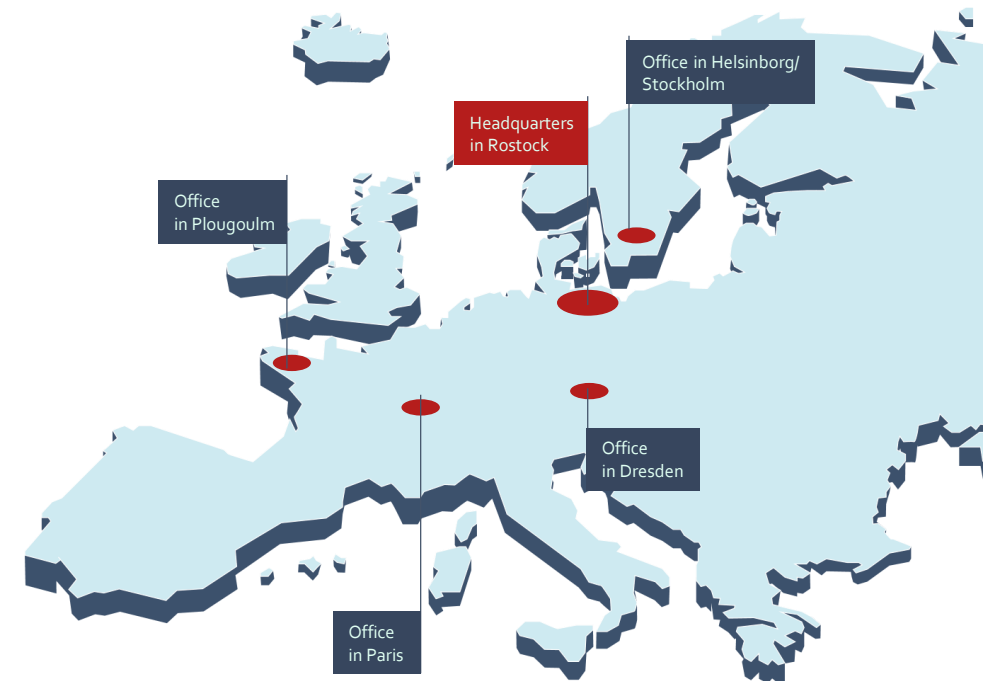 Office in Helsinborg/
Stockholm
Headquarters
in Rostock
Office
in Plougoulm
Office
in Dresden
Office
in Paris